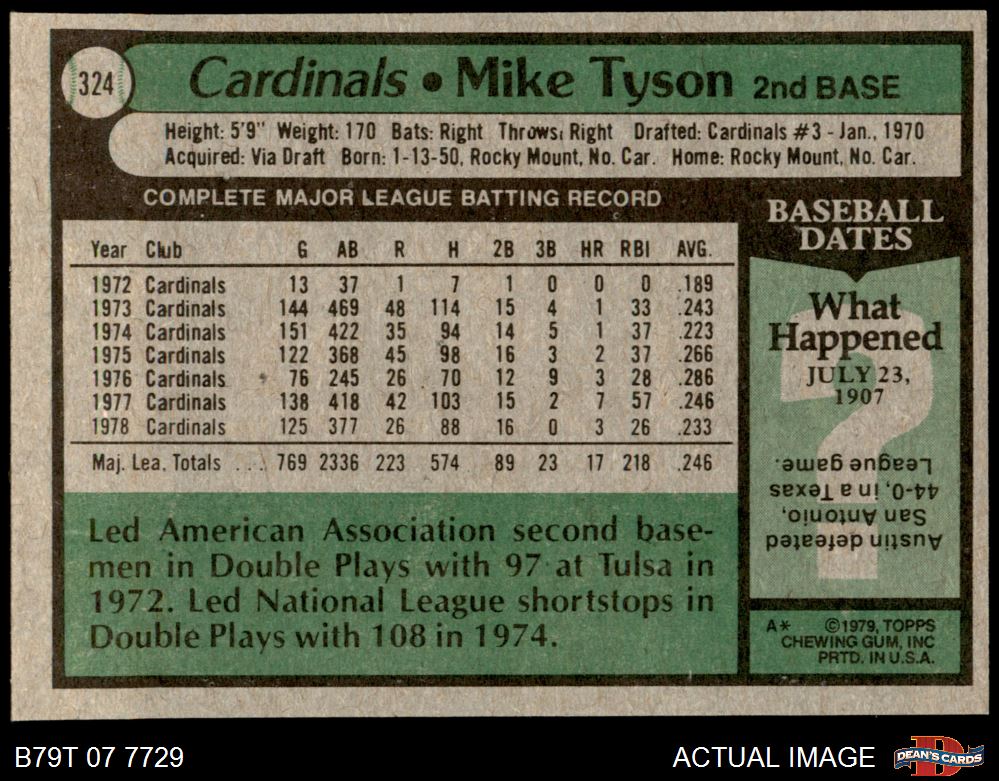 324
Cardinals • Mike Tyson 2nd BASE
Height: 5'9" Weight: 170 Bats: Right Throws: Right Drafted: Cardinals #3 - Jan., 1970
Acquired: Via Draft Born: 1-13-50, Rocky Mount, No. Car. Home: Rocky Mount, No. Car.
COMPLETE MAJOR LEAGUE BATTING RECORD
Year Club G AB R H 2B 3B HR RBI AVG.
1972 Cardinals 13 37 1 7 1 0 0 0 .189
1973 Cardinals 144 469 48 114 15 4 1 33 .243
1974 Cardinals 151 422 35 94 14 5 1 37 .223
1975 Cardinals 122 368 45 98 16 3 2 37 .266
1976 Cardinals 76 245 26 70 12 9 3 28 .286
1977 Cardinals 138 418 42 103 15 2 7 57 .246
1978 Cardinals 125 377 26 88 16 0 3 26 .233
Maj. Lea. Totals . . . 769 2336 223 574 89 23 17 218 .246
Led American Association second base-
men in Double Plays with 97 at Tulsa in
1972. Led National League shortstops in
Double Plays with 108 in 1974.
BASEBALL
DATES
What
Happened
JULY 23,
1907
?
Austin defeated
San Antonio,
44-0, in a Texas
League game.
A* ©1979, TOPPS
CHEWING GUM, INC
PRTD. IN U.S.A.
B79T 07 7729
ACTUAL IMAGE
D
DEAN'S CARDS